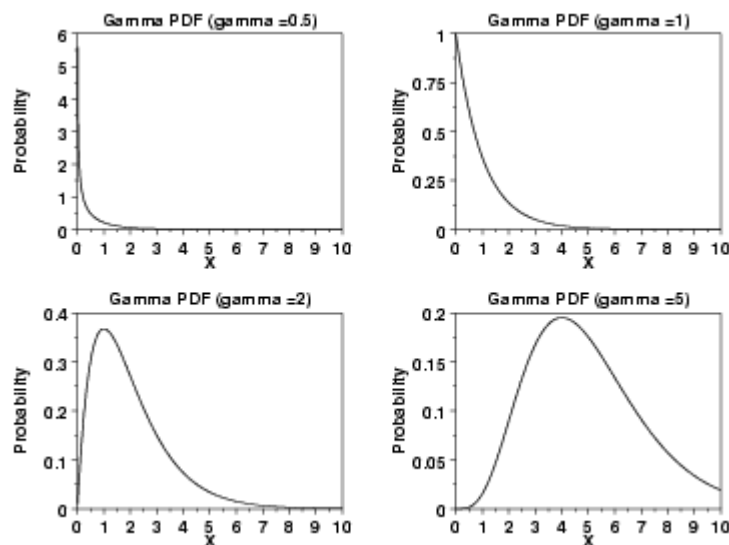 Gamma PDF (gamma =0.5)
6
5
4
3
2
1
0
Probability
0 1 2 3 4 5 6 7 8 9 10
X
Gamma PDF (gamma =1)
1
0.75
0.5
0.25
0
Probability
0 1 2 3 4 5 6 7 8 9 10
X
Gamma PDF (gamma =2)
0.4
0.3
0.2
0.1
0
Probability
0 1 2 3 4 5 6 7 8 9 10
X
Gamma PDF (gamma =5)
0.2
0.15
0.1
0.05
0
Probability
0 1 2 3 4 5 6 7 8 9 10
X